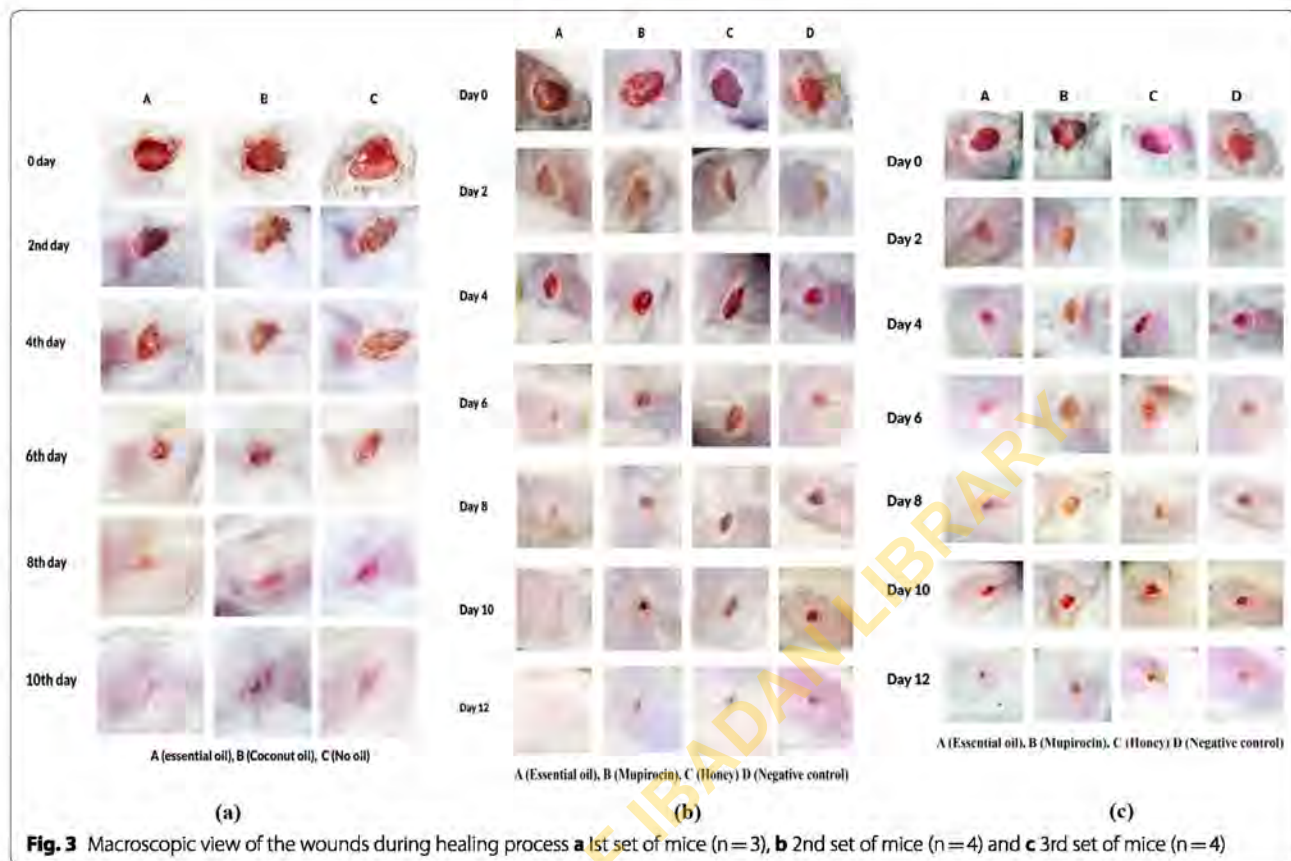 A B C
0 day
2nd day
4th day
6th day
8th day
10th day
A (essential oil), B (Coconut oil), C (No oil)
(a)
A B C D
Day 0
Day 2
Day 4
Day 6
Day 8
Day 10
Day 12
A (Essential oil), B (Mupirocin), C (Honey) D (Negative control)
(b)
A B C D
Day 0
Day 2
Day 4
Day 6
Day 8
Day 10
Day 12
A (Essential oil), B (Mupirocin), C (Honey) D (Negative control)
(c)
IBADAN LIBRARY
Fig. 3 Macroscopic view of the wounds during healing process a Ist set of mice (n=3), b 2nd set of mice (n=4) and c 3rd set of mice (n=4)